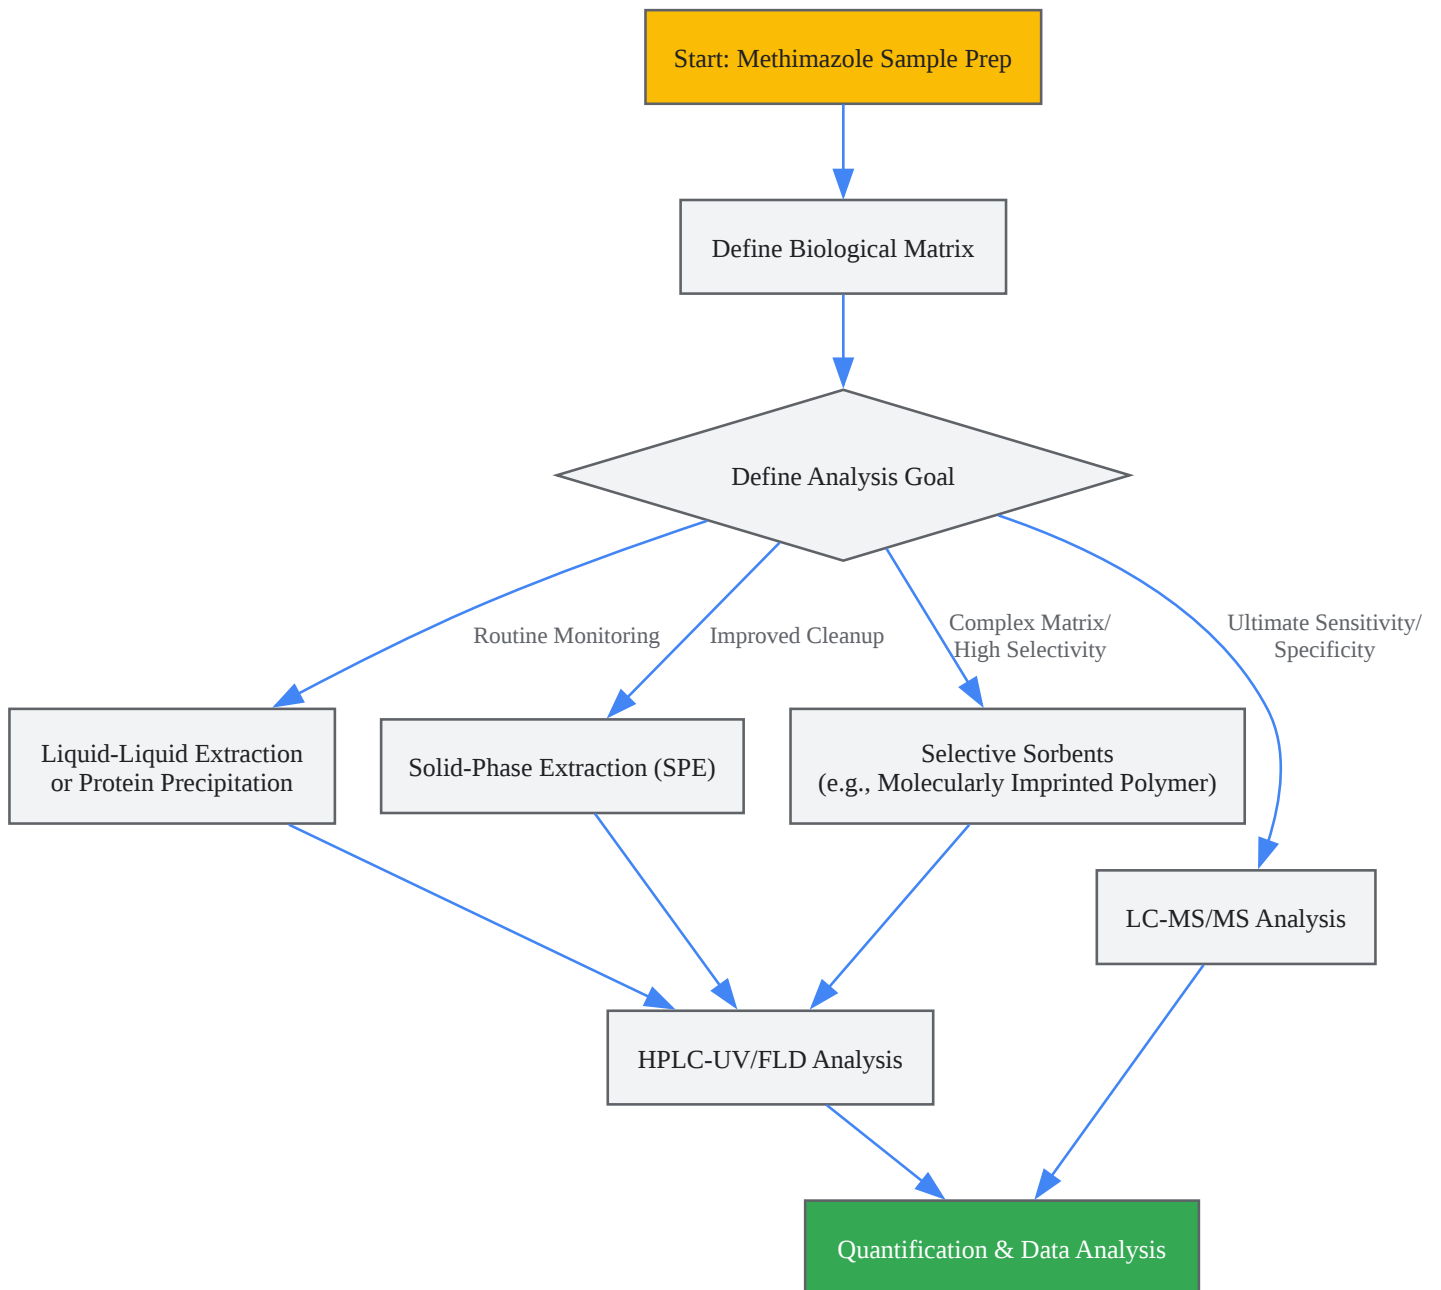 Start: Methimazole Sample Prep
Define Biological Matrix
Define Analysis Goal
Routine Monitoring
Improved Cleanup
Complex Matrix/
High Selectivity
Ultimate Sensitivity/
Specificity
Liquid-Liquid Extraction
or Protein Precipitation
Solid-Phase Extraction (SPE)
Selective Sorbents
(e.g., Molecularly Imprinted Polymer)
LC-MS/MS Analysis
HPLC-UV/FLD Analysis
Quantification & Data Analysis